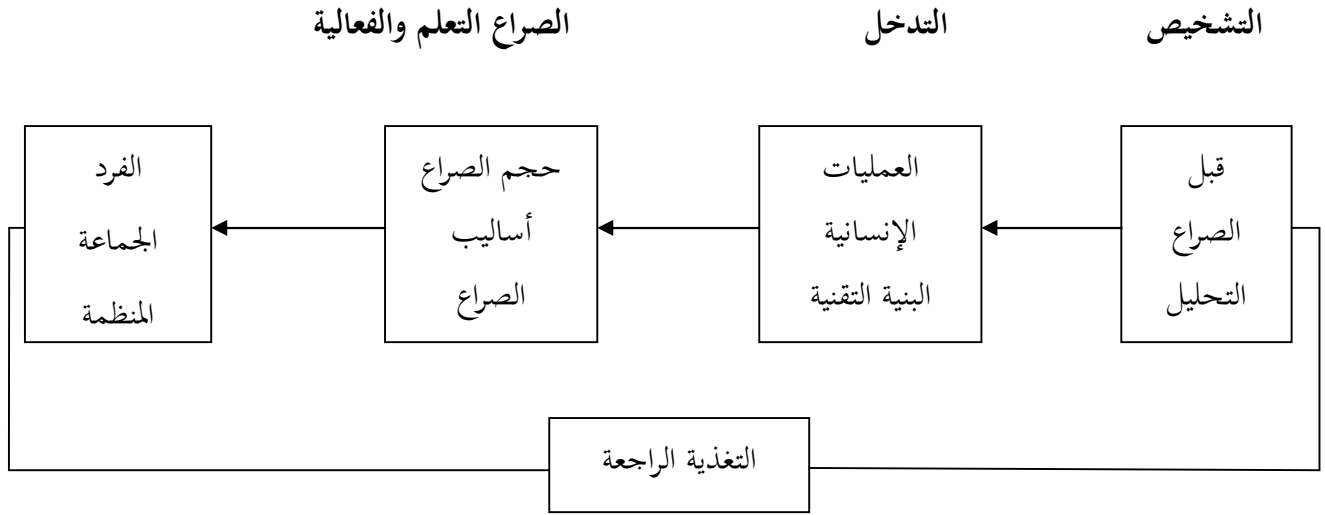 التشخيص
التدخل
الصراع التعلم والفعالية
قبل
الصراع
التحليل
العمليات
الإنسانية
البنية التقنية
حجم الصراع
أساليب
الصراع
الفرد
الجماعة
المنظمة
التغذية الراجعة